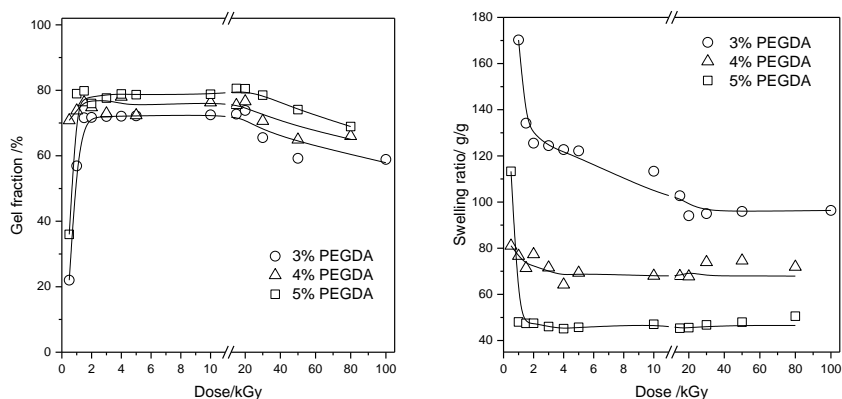 100
80
60
40
20
0
Gel fraction /%
3% PEGDA
4% PEGDA
5% PEGDA
0 2 4 6 8 10 20 40 60 80 100
Dose/kGy
180
160
140
120
100
80
60
40
Swelling ratio/ g/g
3% PEGDA
4% PEGDA
5% PEGDA
0 2 4 6 8 10 20 40 60 80 100
Dose /kGy